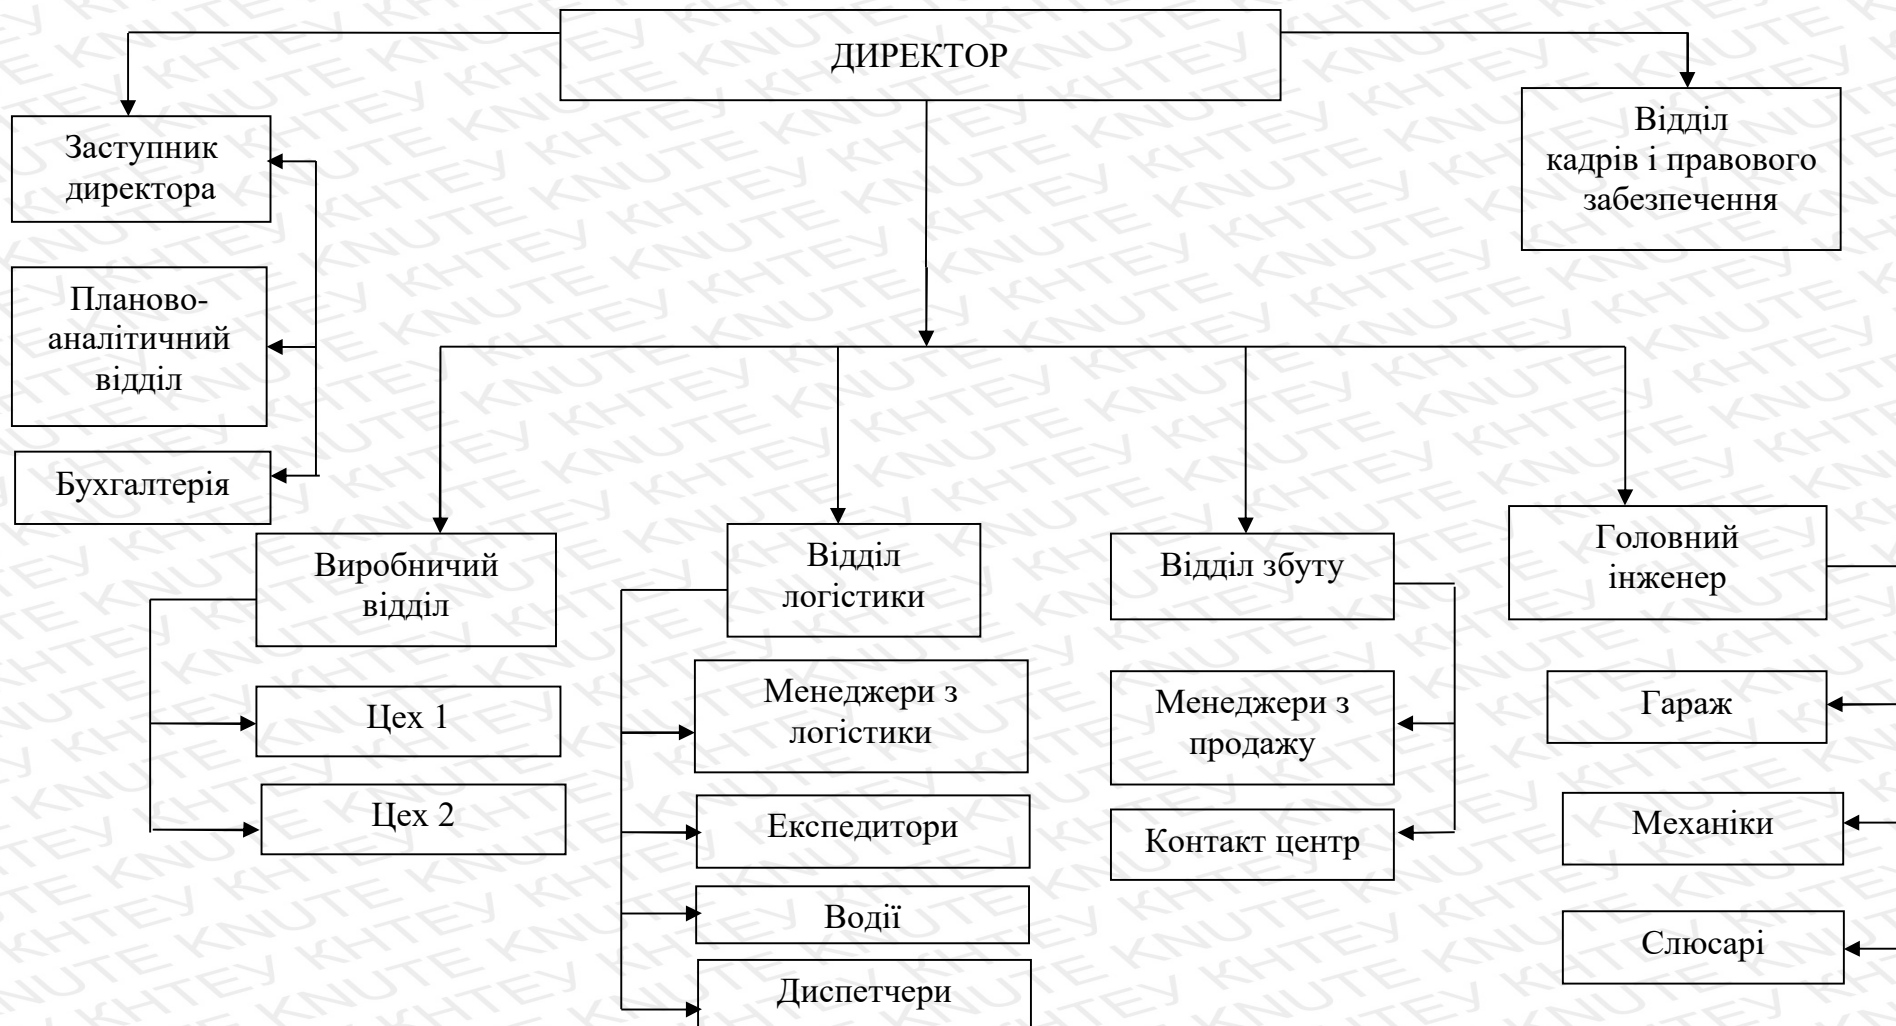 ДИРЕКТОР
Заступник
директора
Відділ
кадрів і правового
забезпечення
Планово-
аналітичний
відділ
Бухгалтерія
Виробничий
відділ
Цех 1
Цех 2
Відділ
логістики
Менеджери з
логістики
Експедитори
Водії
Диспетчери
Відділ збуту
Менеджери з
продажу
Контакт центр
Головний
інженер
Гараж
Механіки
Слюсарі